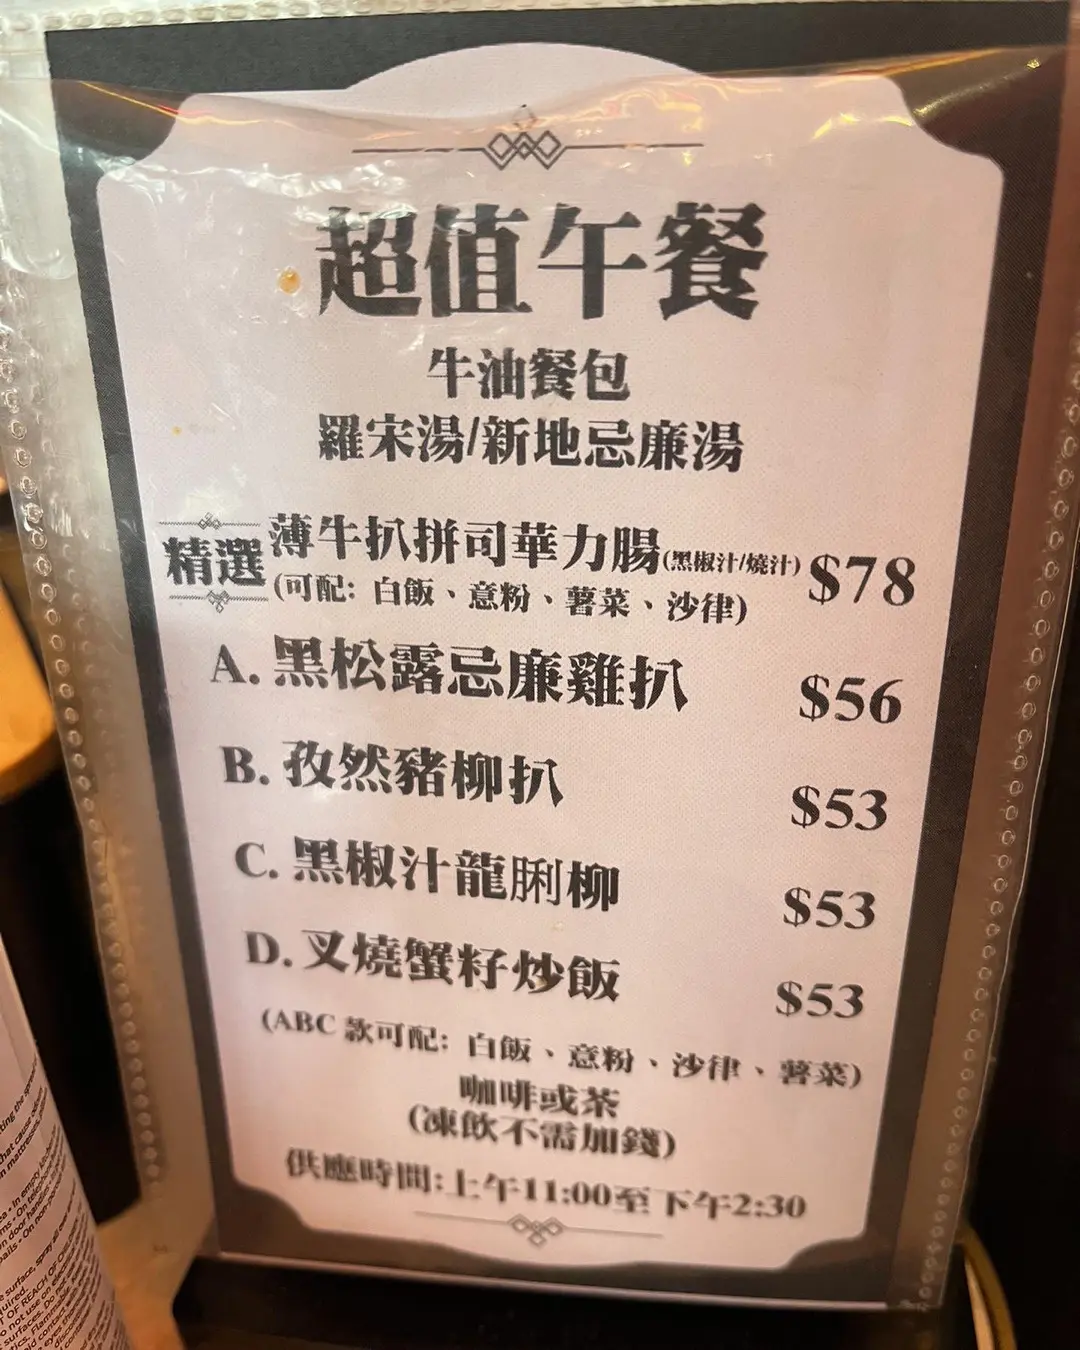 超值午餐
牛油餐包
羅宋湯/新地忌廉湯
精選 薄牛扒拼司華力腸(黑椒汁/燒汁) $78
(可配: 白飯、意粉、薯菜、沙律)
A. 黑松露忌廉雞扒 $56
B. 孜然豬柳扒 $53
C. 黑椒汁龍脷柳 $53
D. 叉燒蟹籽炒飯 $53
(ABC 款可配: 白飯、意粉、沙律、薯菜)
咖啡或茶
(凍飲不需加錢)
供應時間:上午11:00至下午2:30